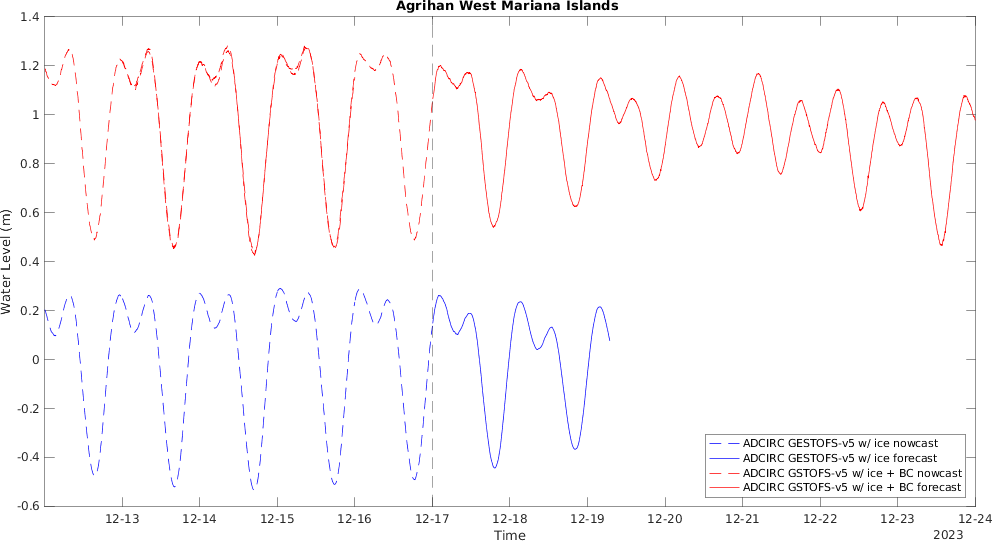 Agrihan West Mariana Islands
1.4
1.2
1
0.8
0.6
0.4
0.2
0
-0.2
-0.4
-0.6
Water Level (m)
ADCIRC GESTOFS-v5 w/ ice nowcast
ADCIRC GESTOFS-v5 w/ ice forecast
ADCIRC GSTOFS-v5 w/ ice + BC nowcast
ADCIRC GSTOFS-v5 w/ ice + BC forecast
12-13 12-14 12-15 12-16 12-17 12-18 12-19 12-20 12-21 12-22 12-23 12-24
Time 2023